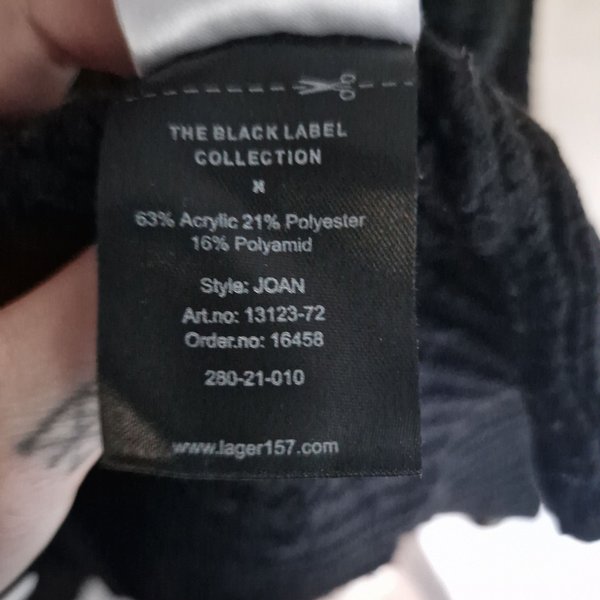 THE BLACK LABEL
COLLECTION
63% Acrylic 21% Polyester
16% Polyamid
Style: JOAN
Art.no: 13123-72
Order.no: 16458
280-21-010
www.lager157.com